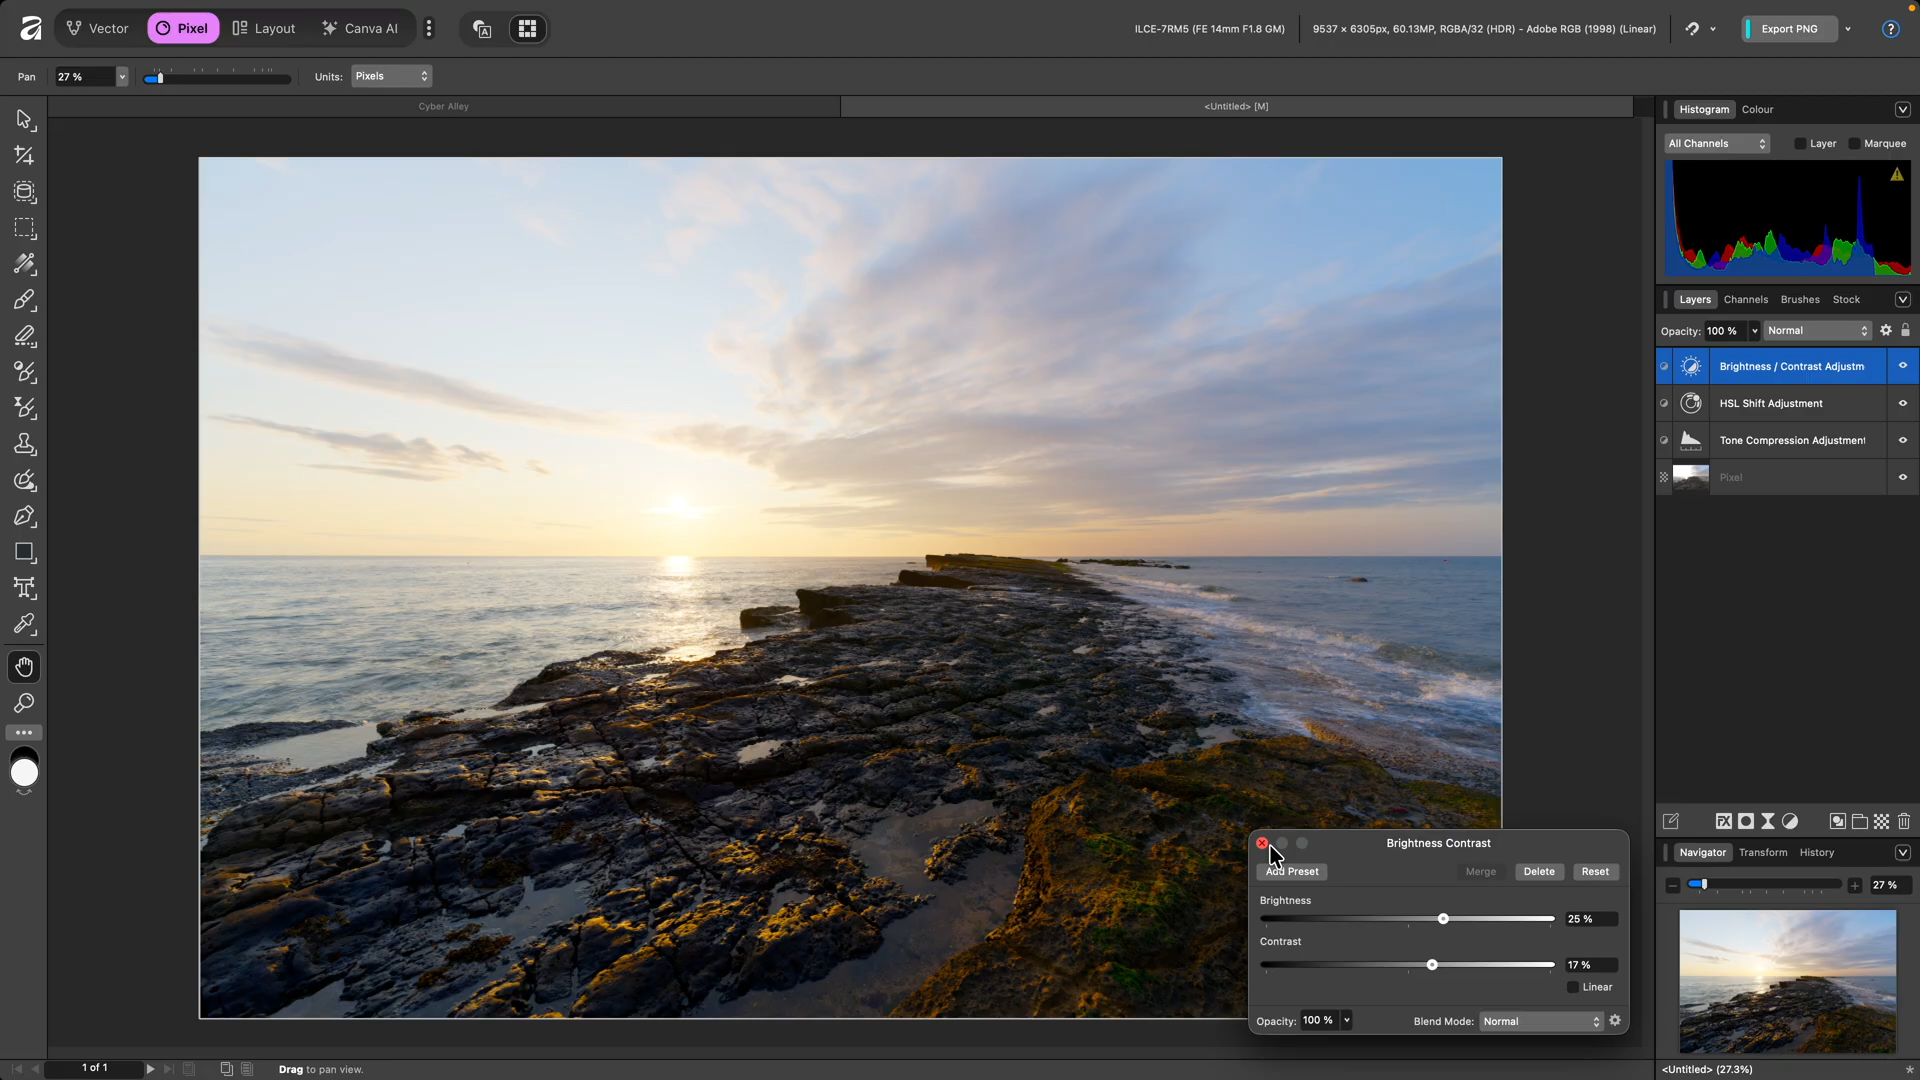 Vector
Pixel
Layout
Canva AI
A
ILCE-7RM5 (FE 14mm F1.8 GM)
9537 × 6305px, 60.13MP, RGBA/32 (HDR) - Adobe RGB (1998) (Linear)
Export PNG
?
Pan
27 %
Units:
Pixels
Cyber Alley
<Untitled> [M]
Histogram
Colour
All Channels
Layer
Marquee
Layers
Channels
Brushes
Stock
Opacity:
100 %
Normal
Brightness / Contrast Adjustm
HSL Shift Adjustment
Tone Compression Adjustment
Pixel
Brightness Contrast
Add Preset
Merge
Delete
Reset
Brightness
25 %
Contrast
17 %
Linear
Opacity:
100 %
Blend Mode:
Normal
FX
Navigator
Transform
History
27 %
1 of 1
Drag to pan view.
<Untitled> (27.3%)